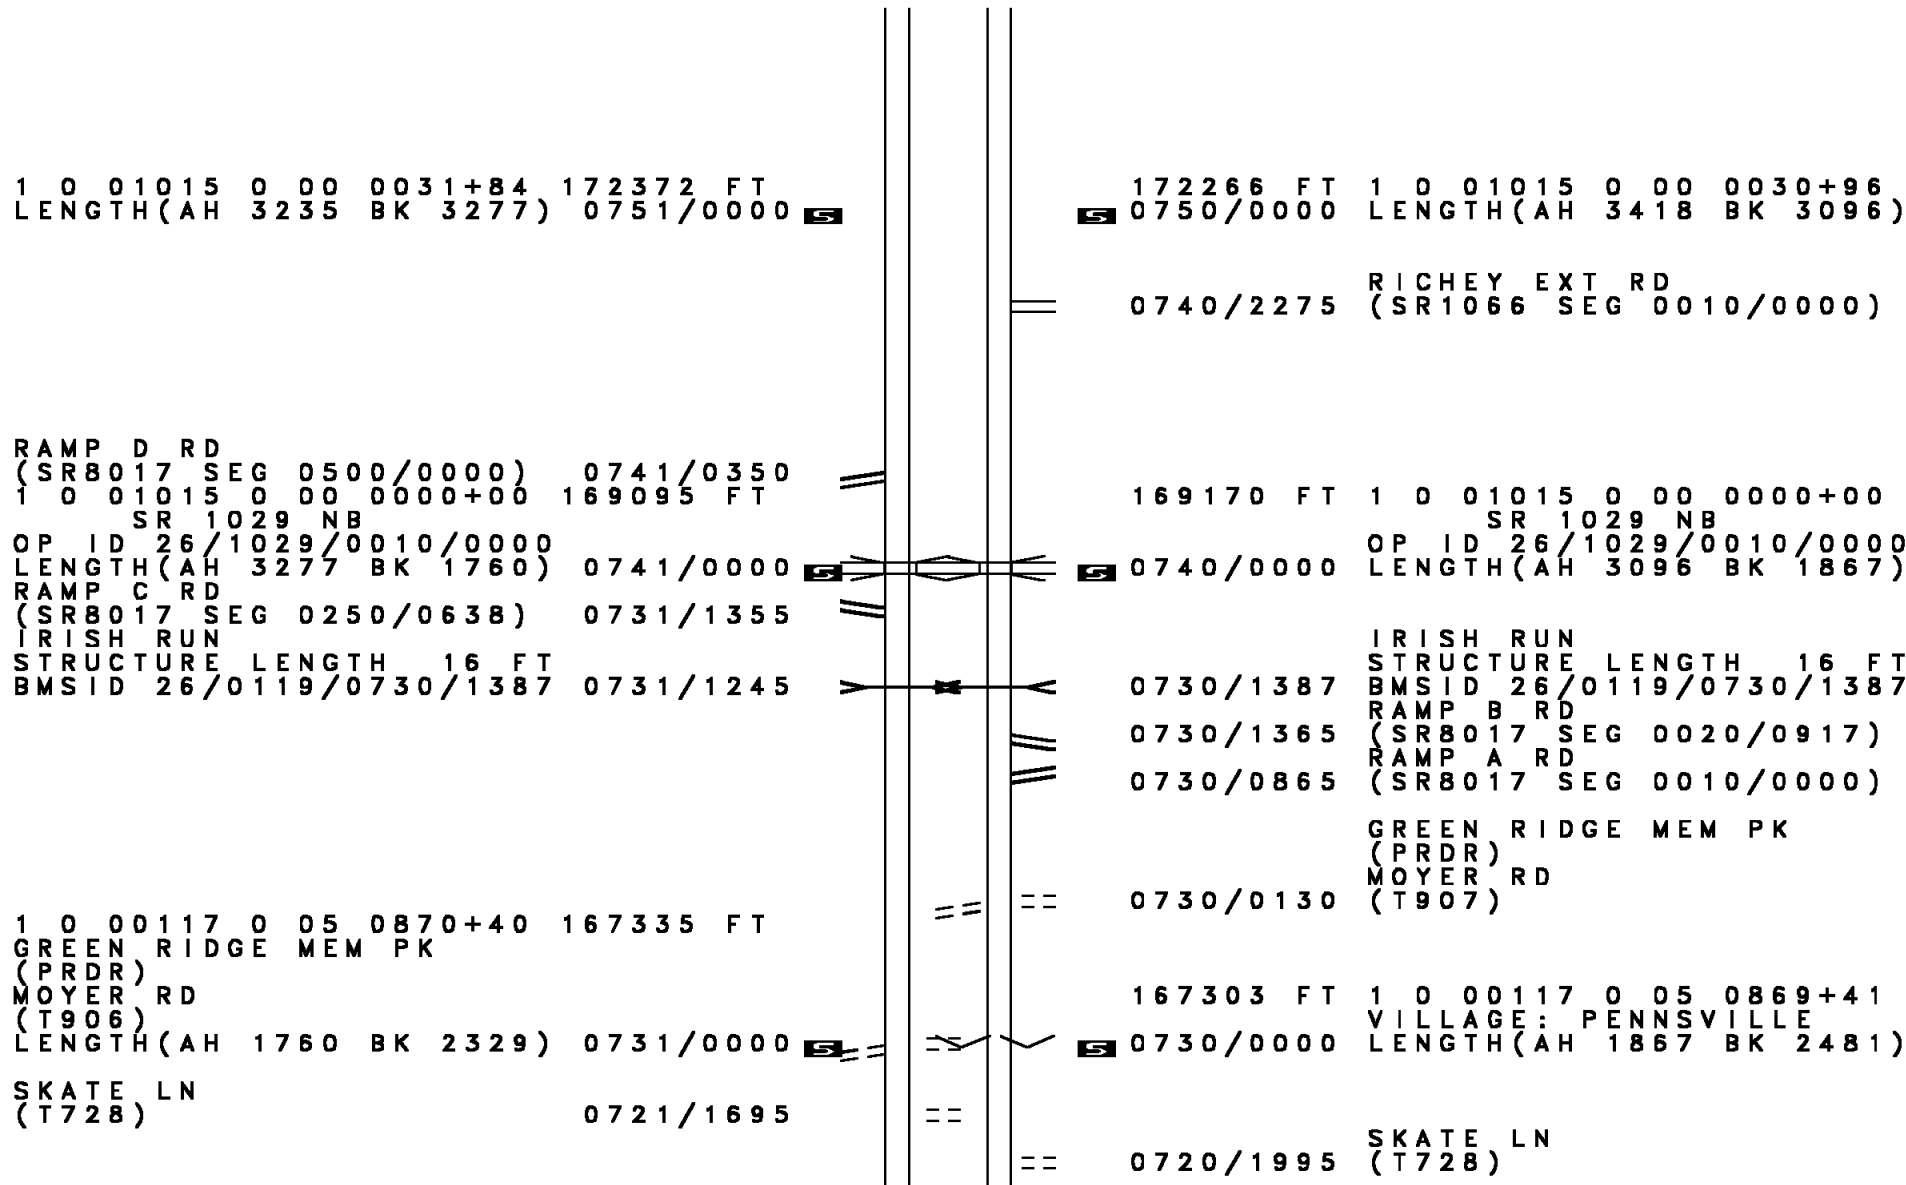 1 0 01015 0 00 0031+84 172372 FT
LENGTH(AH 3235 BK 3277) 0751/0000 S
RAMP D RD
(SR8017 SEG 0500/0000) 0741/0350
1 0 01015 0 00 0000+00 169095 FT
SR 1029 NB
OP ID 26/1029/0010/0000
LENGTH(AH 3277 BK 1760) 0741/0000 S
RAMP C RD
(SR8017 SEG 0250/0638) 0731/1355
IRISH RUN
STRUCTURE LENGTH 16 FT
BMSID 26/0119/0730/1387 0731/1245
1 0 00117 0 05 0870+40 167335 FT
GREEN RIDGE MEM PK
(PRDR)
MOYER RD
(T906)
LENGTH(AH 1760 BK 2329) 0731/0000 S
SKATE LN
(T728) 0721/1695
172266 FT 1 0 01015 0 00 0030+96
S 0750/0000 LENGTH(AH 3418 BK 3096)
RICHEY EXT RD
0740/2275 (SR1066 SEG 0010/0000)
169170 FT 1 0 01015 0 00 0000+00
SR 1029 NB
OP ID 26/1029/0010/0000
S 0740/0000 LENGTH(AH 3096 BK 1867)
IRISH RUN
STRUCTURE LENGTH 16 FT
0730/1387 BMSID 26/0119/0730/1387
RAMP B RD
0730/1365 (SR8017 SEG 0020/0917)
RAMP A RD
0730/0865 (SR8017 SEG 0010/0000)
GREEN RIDGE MEM PK
(PRDR)
MOYER RD
0730/0130 (T907)
167303 FT 1 0 00117 0 05 0869+41
VILLAGE: PENNSVILLE
S 0730/0000 LENGTH(AH 1867 BK 2481)
SKATE LN
0720/1995 (T728)